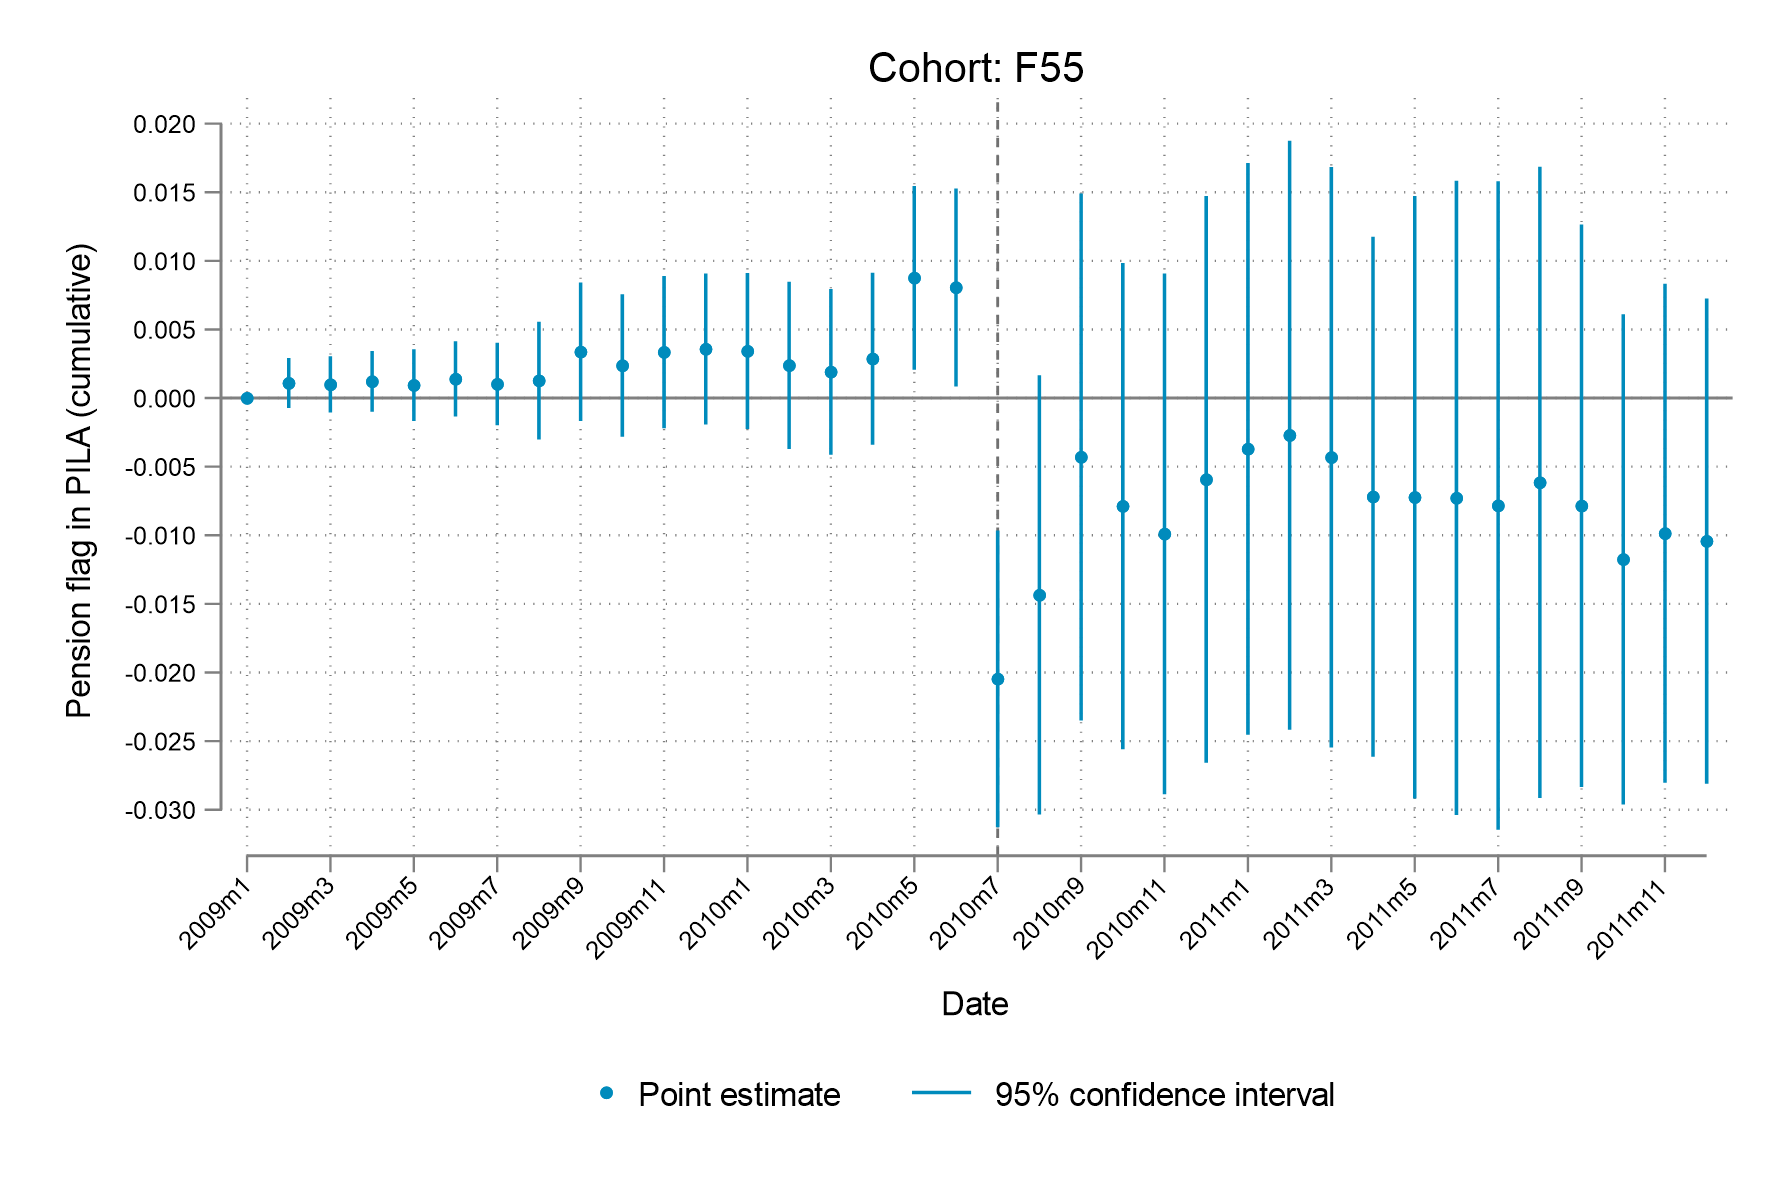 Cohort: F55
Pension flag in PILA (cumulative)
0.020
0.015
0.010
0.005
0.000
-0.005
-0.010
-0.015
-0.020
-0.025
-0.030
2009m1
2009m3
2009m5
2009m7
2009m9
2009m11
2010m1
2010m3
2010m5
2010m7
2010m9
2010m11
2011m1
2011m3
2011m5
2011m7
2011m9
2011m11
Date
Point estimate
95% confidence interval